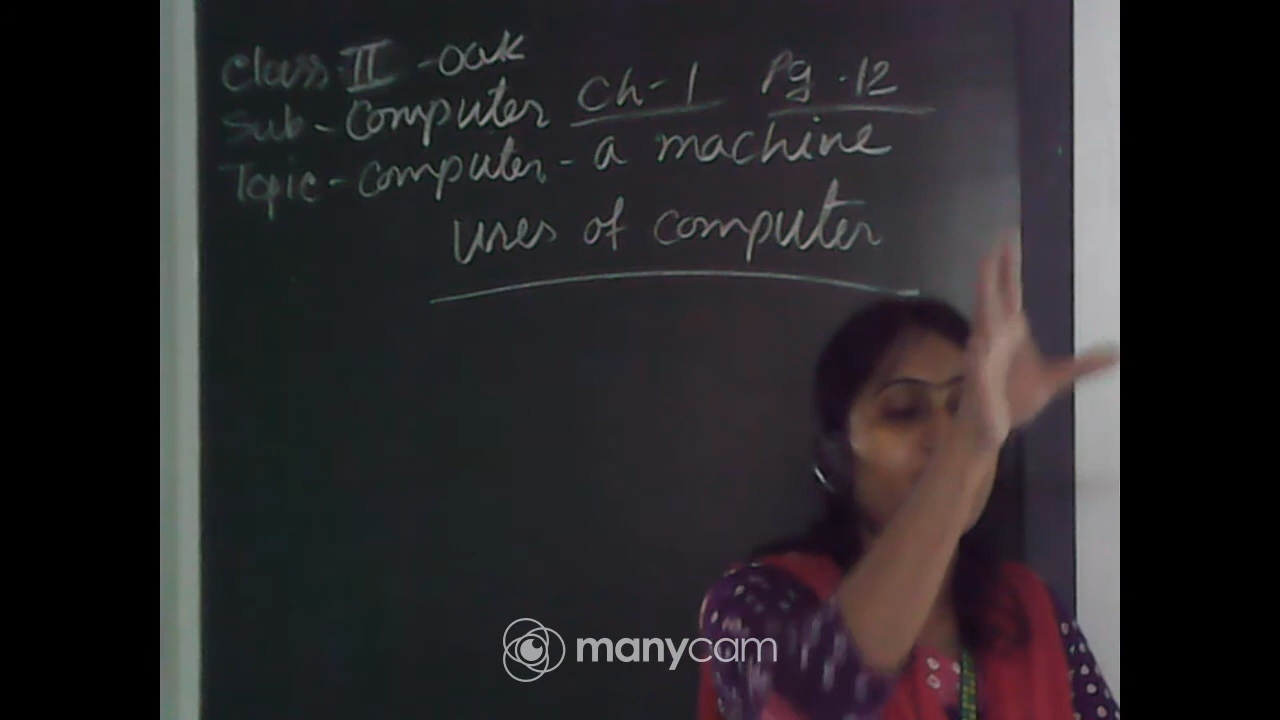 Class-II -oak
Sub-Computer Ch-1 Pg-12
Topic-Computer-a machine
uses of computer
manycam